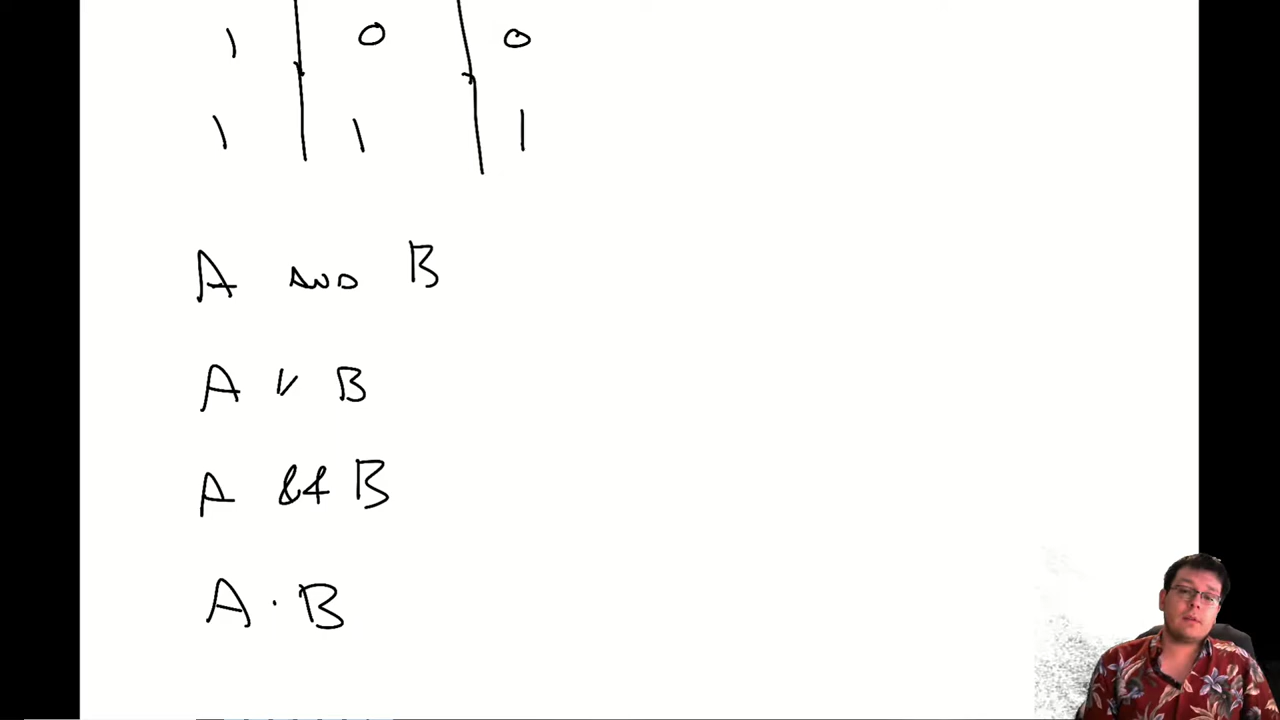 1 0 0
1 1 1
A AND B
A B
A && B
A · B